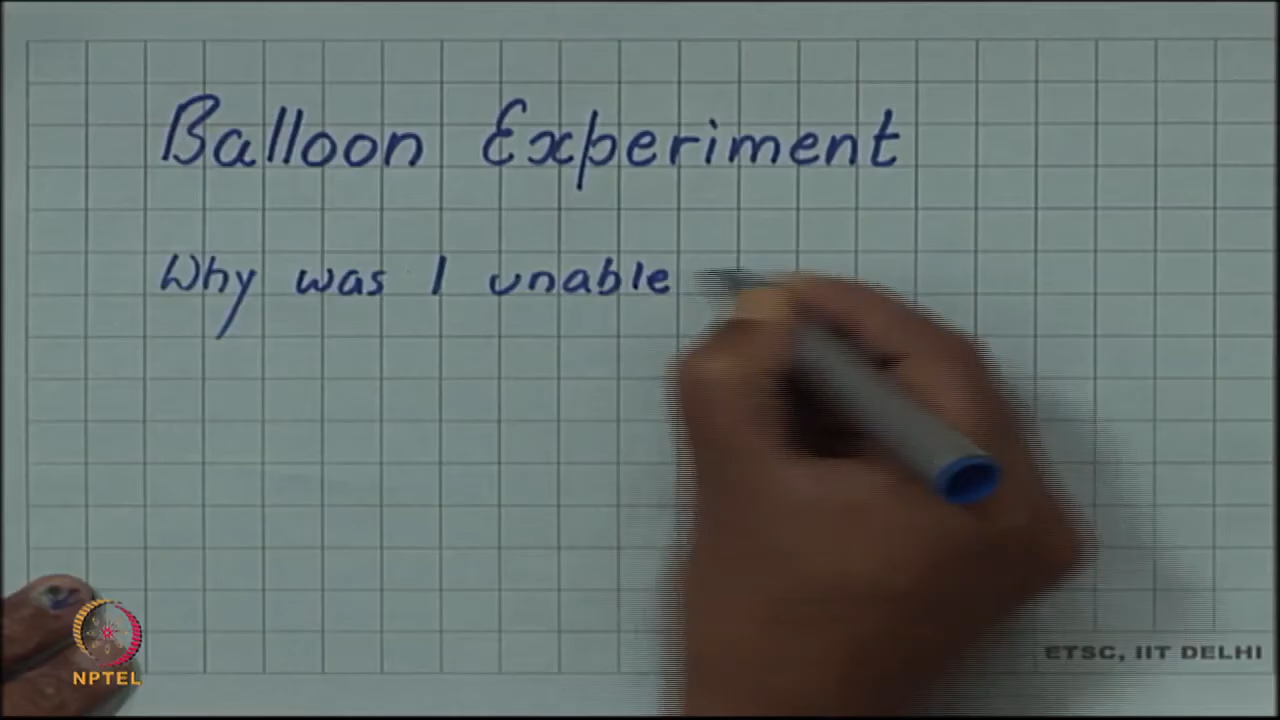 Balloon Experiment
Why was I unable
NPTEL
ETSC, IIT DELHI